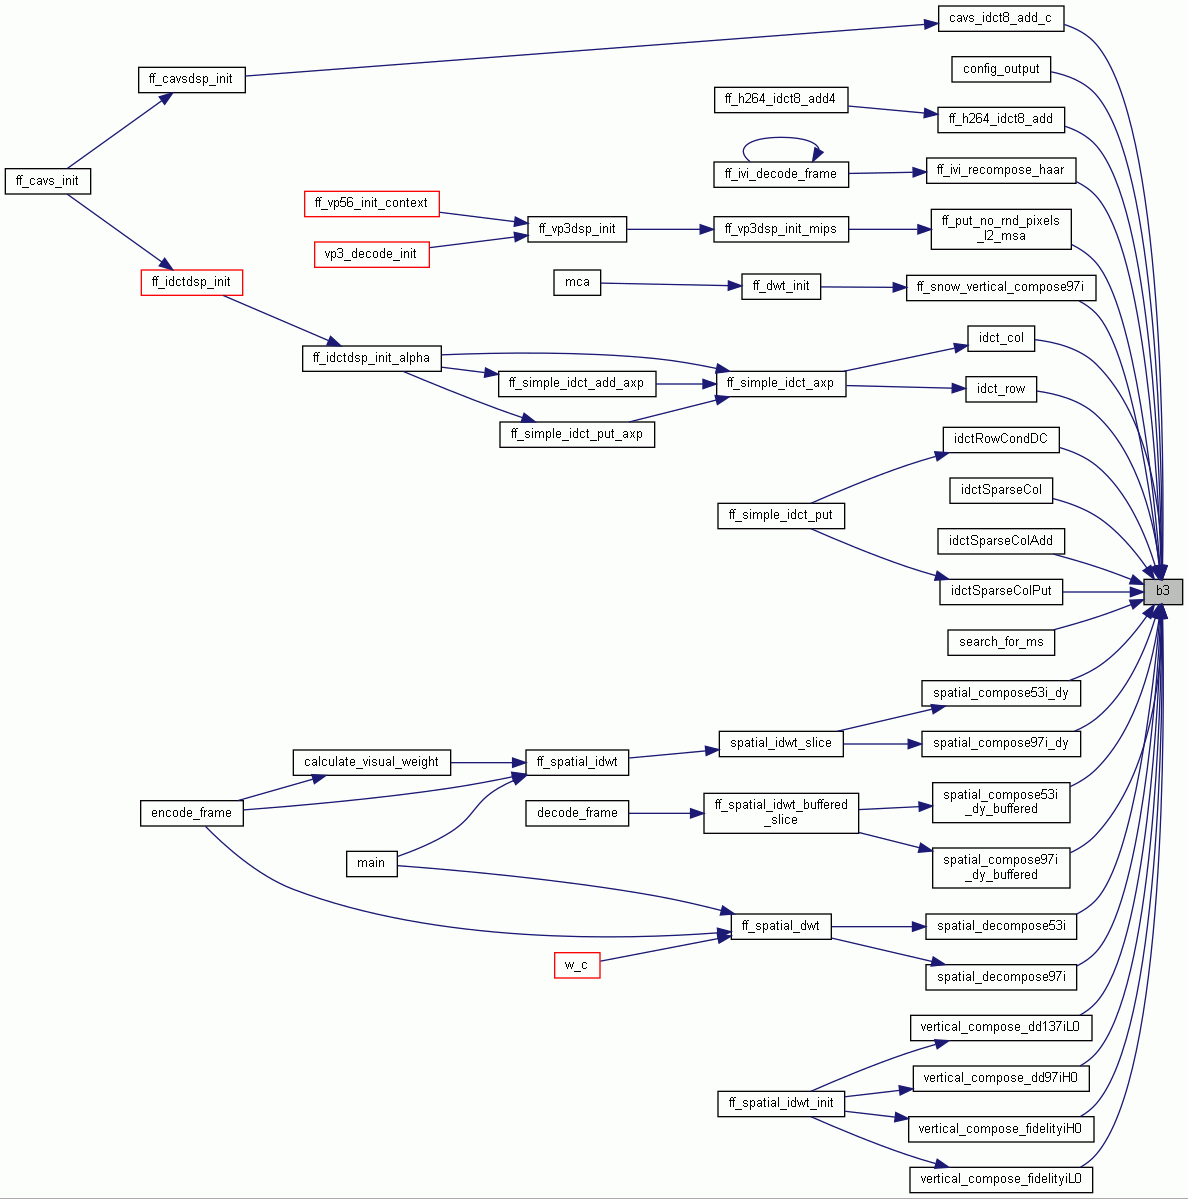 cavs_idct8_add_c
config_output
ff_cavsdsp_init
ff_h264_idct8_add4
ff_h264_idct8_add
ff_cavs_init
ff_ivi_decode_frame
ff_ivi_recompose_haar
ff_vp56_init_context
ff_vp3dsp_init
ff_vp3dsp_init_mips
ff_put_no_rnd_pixels
_l2_msa
vp3_decode_init
ff_idctdsp_init
mca
ff_dwt_init
ff_snow_vertical_compose97i
idct_col
ff_idctdsp_init_alpha
ff_simple_idct_add_axp
ff_simple_idct_axp
idct_row
ff_simple_idct_put_axp
idctRowCondDC
idctSparseCol
ff_simple_idct_put
idctSparseColAdd
idctSparseColPut
b3
search_for_ms
spatial_compose53i_dy
spatial_idwt_slice
spatial_compose97i_dy
calculate_visual_weight
ff_spatial_idwt
encode_frame
decode_frame
ff_spatial_idwt_buffered
_slice
spatial_compose53i
_dy_buffered
main
spatial_compose97i
_dy_buffered
ff_spatial_dwt
spatial_decompose53i
w_c
spatial_decompose97i
vertical_compose_dd137iL0
vertical_compose_dd97iH0
ff_spatial_idwt_init
vertical_compose_fidelityiH0
vertical_compose_fidelityiL0